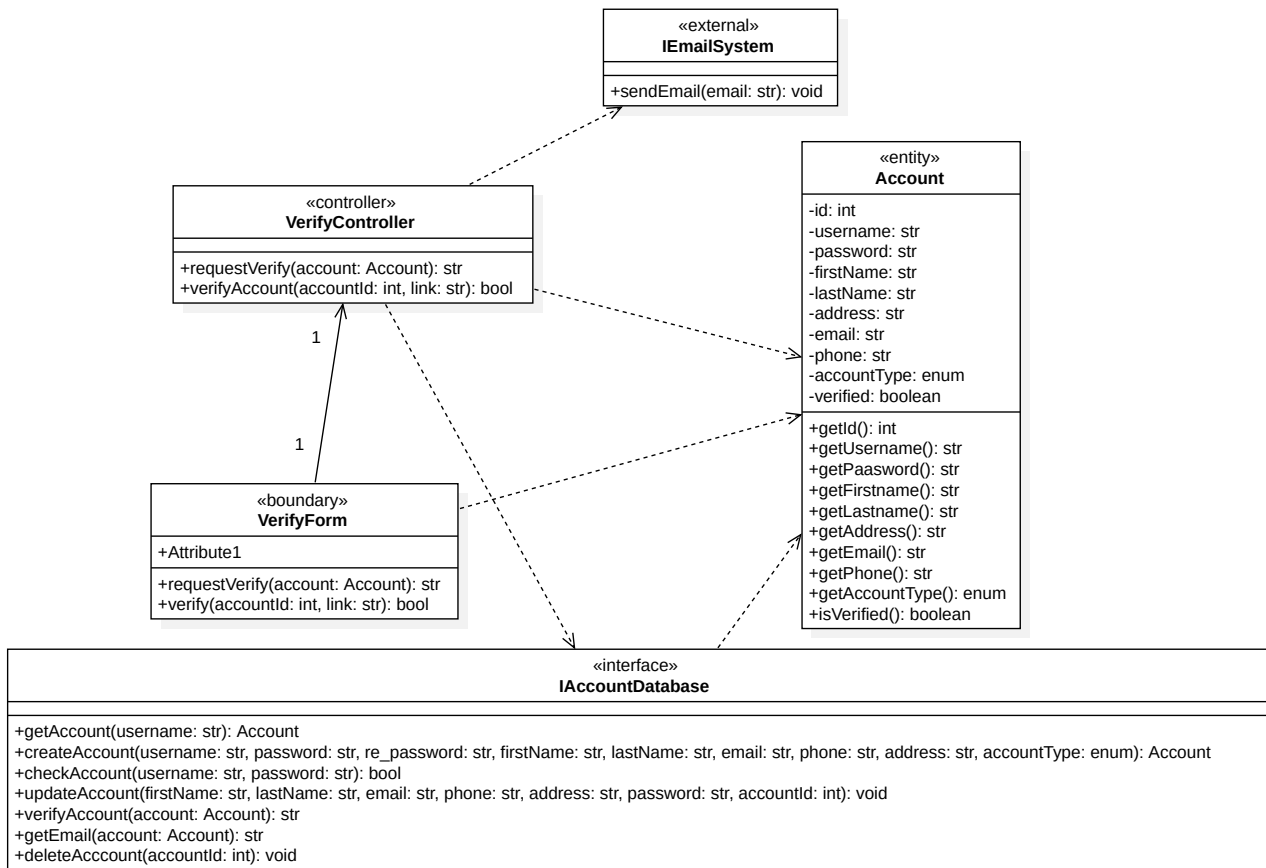 «external»
IEmailSystem
+sendEmail(email: str): void
«entity»
Account
-id: int
-username: str
-password: str
-firstName: str
-lastName: str
-address: str
-email: str
-phone: str
-accountType: enum
-verified: boolean
+getId(): int
+getUsername(): str
+getPaasword(): str
+getFirstname(): str
+getLastname(): str
+getAddress(): str
+getEmail(): str
+getPhone(): str
+getAccountType(): enum
+isVerified(): boolean
«controller»
VerifyController
+requestVerify(account: Account): str
+verifyAccount(accountId: int, link: str): bool
1
1
«boundary»
VerifyForm
+Attribute1
+requestVerify(account: Account): str
+verify(accountId: int, link: str): bool
«interface»
IAccountDatabase
+getAccount(username: str): Account
+createAccount(username: str, password: str, re_password: str, firstName: str, lastName: str, email: str, phone: str, address: str, accountType: enum): Account
+checkAccount(username: str, password: str): bool
+updateAccount(firstName: str, lastName: str, email: str, phone: str, address: str, password: str, accountId: int): void
+verifyAccount(account: Account): str
+getEmail(account: Account): str
+deleteAcccount(accountId: int): void